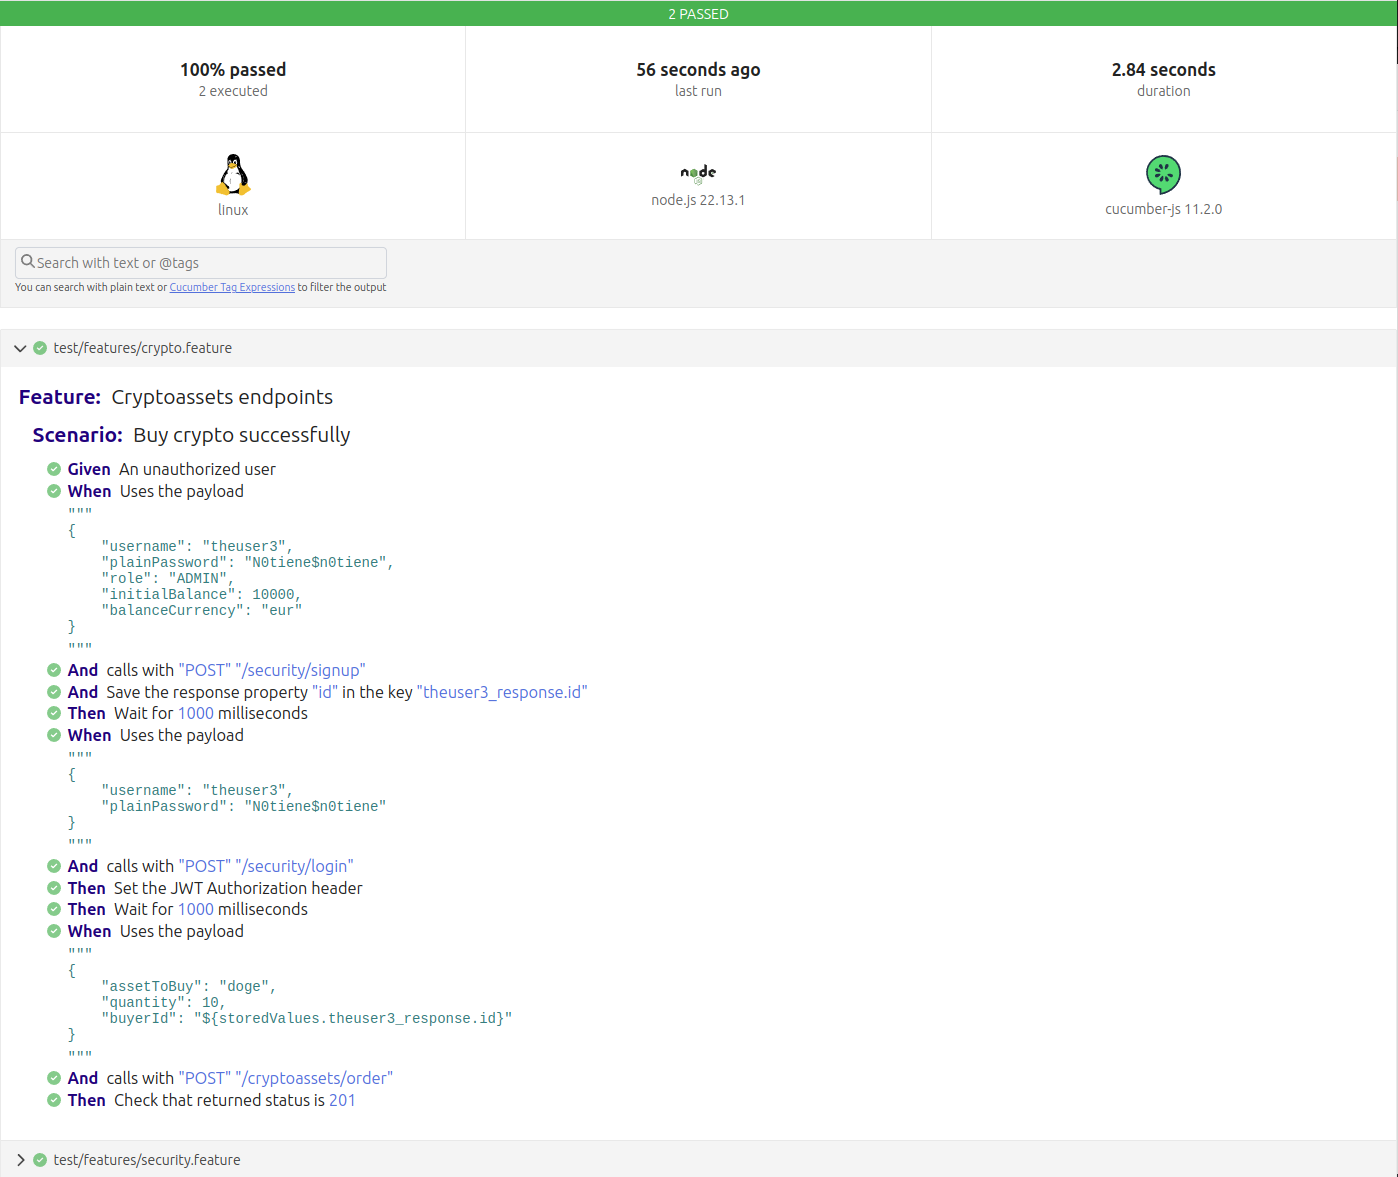 2 PASSED
100% passed
2 executed
56 seconds ago
last run
2.84 seconds
duration
linux
node
node.js 22.13.1
cucumber-js 11.2.0
Search with text or @tags
You can search with plain text or Cucumber Tag Expressions to filter the output
test/features/crypto.feature
Feature: Cryptoassets endpoints
Scenario: Buy crypto successfully
Given An unauthorized user
When Uses the payload
"""
{
    "username": "theuser3",
    "plainPassword": "N0tiene$n0tiene",
    "role": "ADMIN",
    "initialBalance": 10000,
    "balanceCurrency": "eur"
}
"""
And calls with "POST" "/security/signup"
And Save the response property "id" in the key "theuser3_response.id"
Then Wait for 1000 milliseconds
When Uses the payload
"""
{
    "username": "theuser3",
    "plainPassword": "N0tiene$n0tiene"
}
"""
And calls with "POST" "/security/login"
Then Set the JWT Authorization header
Then Wait for 1000 milliseconds
When Uses the payload
"""
{
    "assetToBuy": "doge",
    "quantity": 10,
    "buyerId": "${storedValues.theuser3_response.id}"
}
"""
And calls with "POST" "/cryptoassets/order"
Then Check that returned status is 201
test/features/security.feature